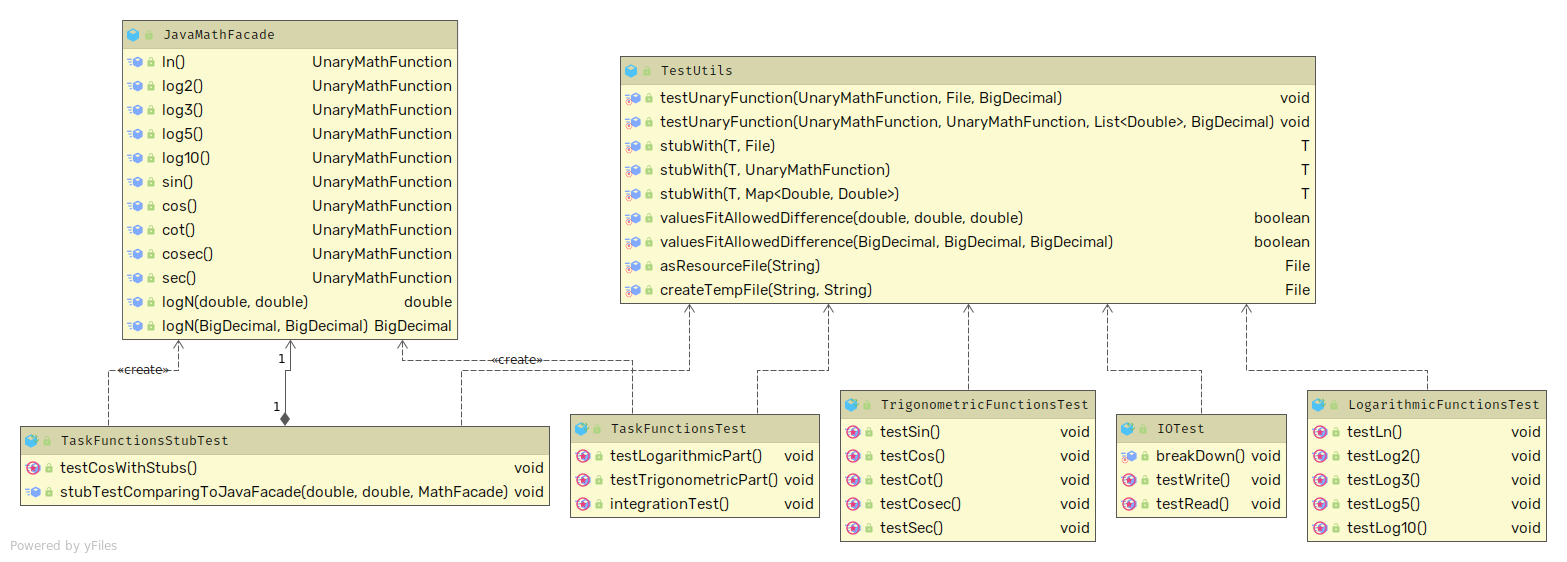 JavaMathFacade
ln() UnaryMathFunction
log2() UnaryMathFunction
log3() UnaryMathFunction
log5() UnaryMathFunction
log10() UnaryMathFunction
sin() UnaryMathFunction
cos() UnaryMathFunction
cot() UnaryMathFunction
cosec() UnaryMathFunction
sec() UnaryMathFunction
logN(double, double) double
logN(BigDecimal, BigDecimal) BigDecimal
TestUtils
testUnaryFunction(UnaryMathFunction, File, BigDecimal) void
testUnaryFunction(UnaryMathFunction, UnaryMathFunction, List<Double>, BigDecimal) void
stubWith(T, File) T
stubWith(T, UnaryMathFunction) T
stubWith(T, Map<Double, Double>) T
valuesFitAllowedDifference(double, double, double) boolean
valuesFitAllowedDifference(BigDecimal, BigDecimal, BigDecimal) boolean
asResourceFile(String) File
createTempFile(String, String) File
«create»
1
1
«create»
TaskFunctionsStubTest
testCosWithStubs() void
stubTestComparingToJavaFacade(double, double, MathFacade) void
TaskFunctionsTest
testLogarithmicPart() void
testTrigonometricPart() void
integrationTest() void
TrigonometricFunctionsTest
testSin() void
testCos() void
testCot() void
testCosec() void
testSec() void
IOTest
breakDown() void
testWrite() void
testRead() void
LogarithmicFunctionsTest
testLn() void
testLog2() void
testLog3() void
testLog5() void
testLog10() void
Powered by yFiles